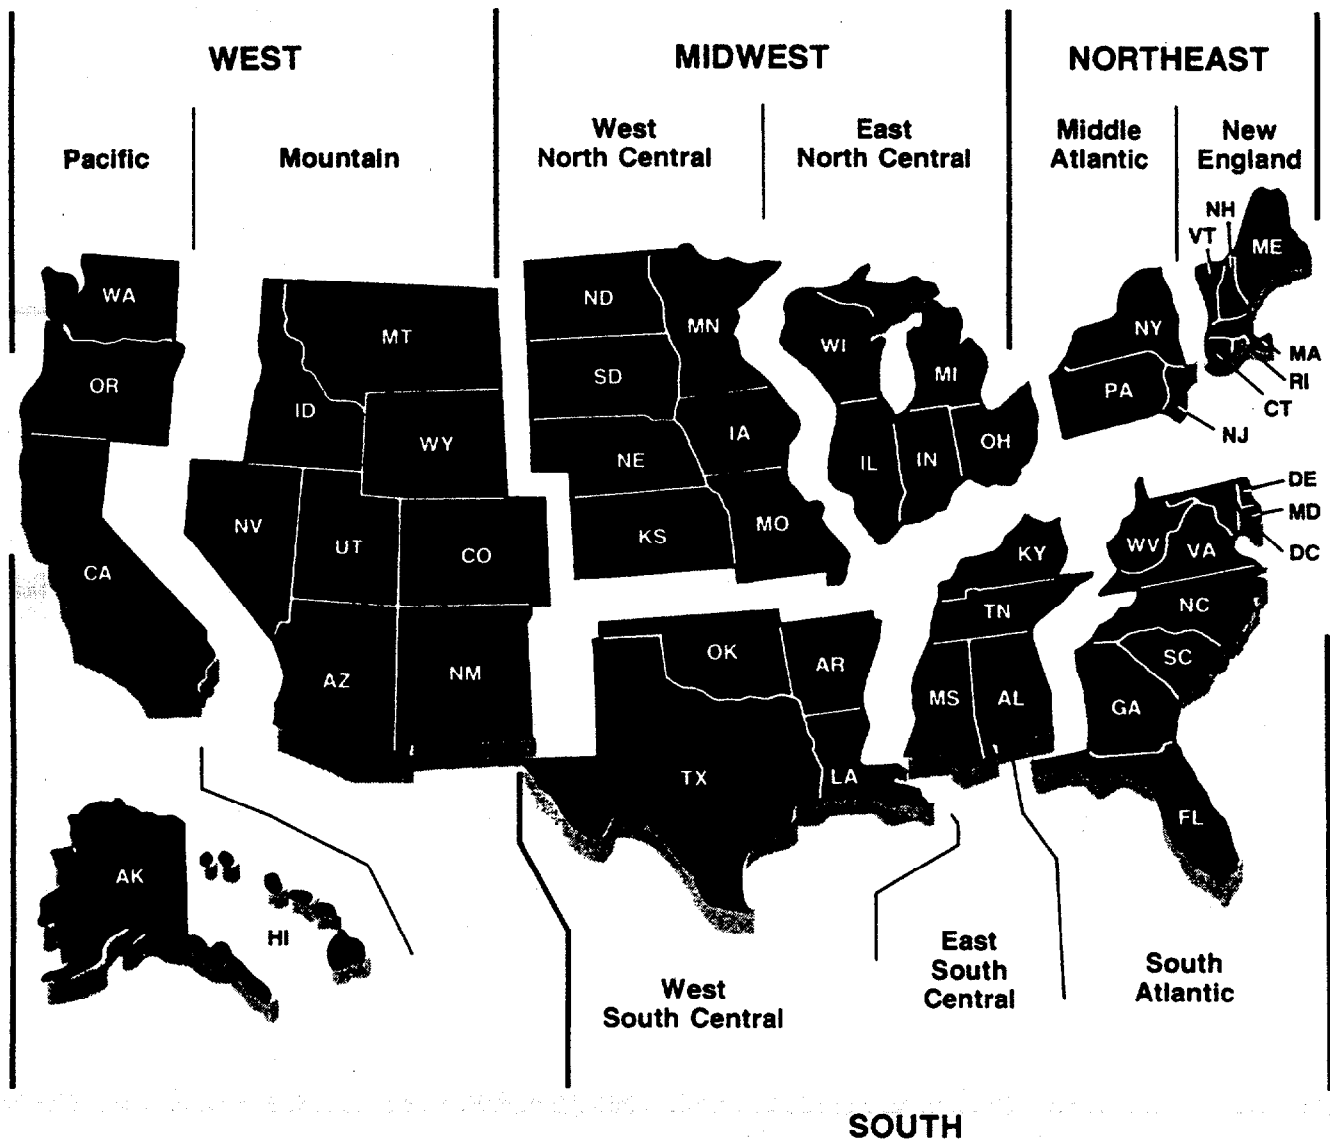 WEST
MIDWEST
NORTHEAST
Pacific
Mountain
West
North Central
East
North Central
Middle
Atlantic
New
England
NH
VT
ME
WA
MT
ND
MN
WI
NY
MA
OR
ID
SD
MI
PA
RI
CT
NJ
WY
NE
IA
IL
IN
OH
DE
MD
DC
NV
UT
CO
KS
MO
KY
WV
VA
CA
TN
NC
AZ
NM
OK
AR
MS
AL
SC
GA
TX
LA
FL
AK
HI
West
South Central
East
South
Central
South
Atlantic
SOUTH